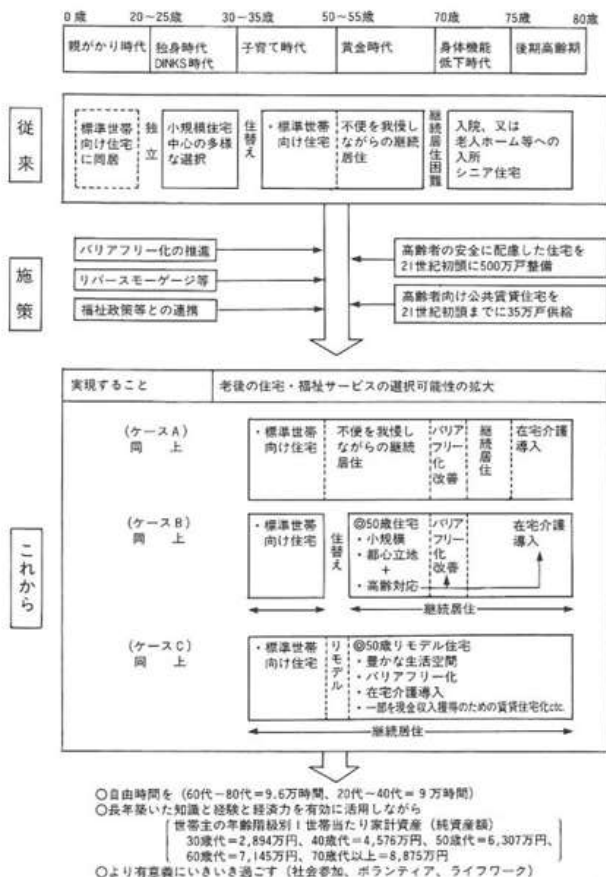 0歳
20～25歳
30～35歳
50～55歳
70歳
75歳
80歳
親がかり時代
独身時代
DINKS時代
子育て時代
賞金時代
身体機能
低下時代
後期高齢期
従来
標準世帯
向け住宅
に同居
独立
小規模住宅
中心の多様
な選択
住替え
・標準世帯
向け住宅
不便を我慢し
ながらの継続
居住
継続居住困難
入院、又は
老人ホーム等への
入所
シニア住宅
施策
バリアフリー化の推進
リバースモーゲージ等
福祉政策等との連携
高齢者の安全に配慮した住宅を
21世紀初頭に500万戸整備
高齢者向け公共賃貸住宅を
21世紀初頭までに35万戸供給
実現すること
老後の住宅・福祉サービスの選択可能性の拡大
これから
(ケースA)
同 上
・標準世帯
向け住宅
不便を我慢し
ながらの継続
居住
バリア
フリー
化
改善
継続居住
在宅介護
導入
(ケースB)
同 上
・標準世帯
向け住宅
住替え
◎50歳住宅
・小規模
・都心立地
+
・高齢対応
バリア
フリー
化
改善
在宅介護
導入
継続居住
(ケースC)
同 上
・標準世帯
向け住宅
リモデル
◎50歳リモデル住宅
・豊かな生活空間
・バリアフリー化
・在宅介護導入
・一部を現金収入獲得のための賃貸住宅化etc.
継続居住
○自由時間を（60代－80代＝9.6万時間、20代～40代＝9万時間）
○長年築いた知識と経験と経済力を有効に活用しながら
世帯主の年齢階級別1世帯当たり家計資産（純資産額）
30歳代＝2,894万円、40歳代＝4,576万円、50歳代＝6,307万円、
60歳代＝7,145万円、70歳代以上＝8,875万円
○より有意義にいきいき過ごす（社会参加、ボランティア、ライフワーク）